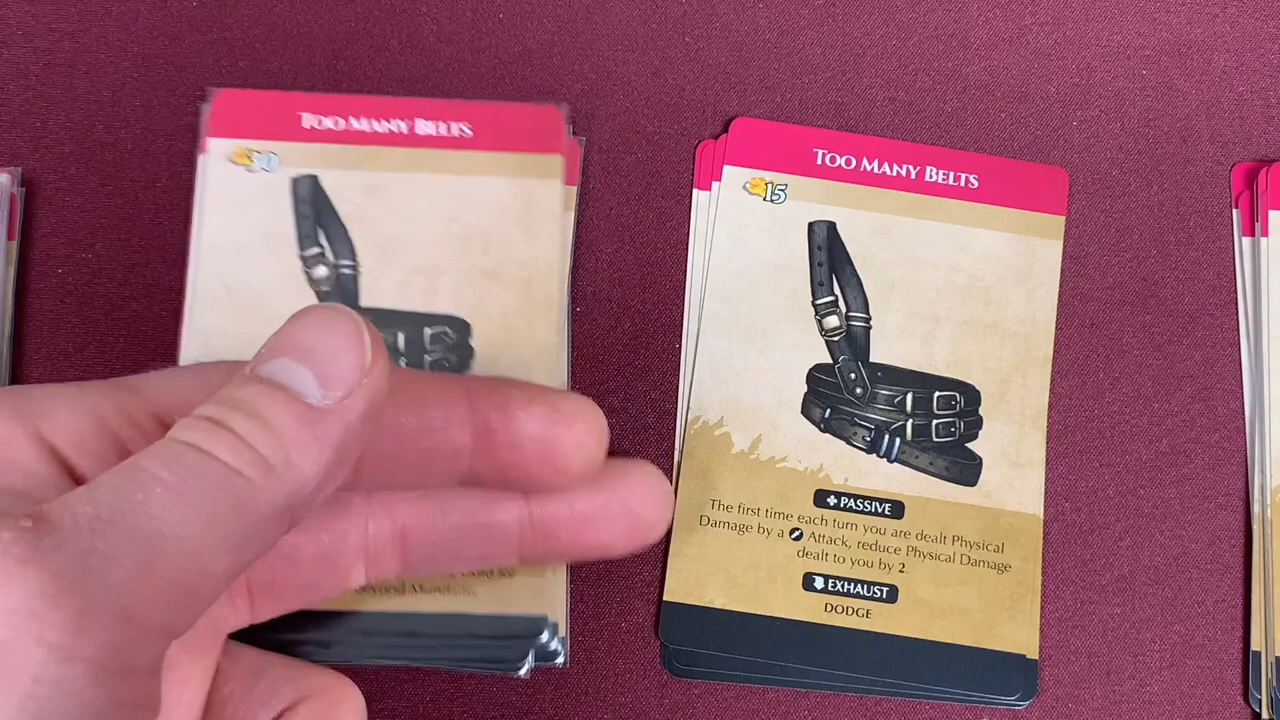 TOO MANY BELTS
TOO MANY BELTS
15
PASSIVE
The first time each turn you are dealt Physical
Damage by a Attack, reduce Physical Damage
dealt to you by 2.
EXHAUST
DODGE